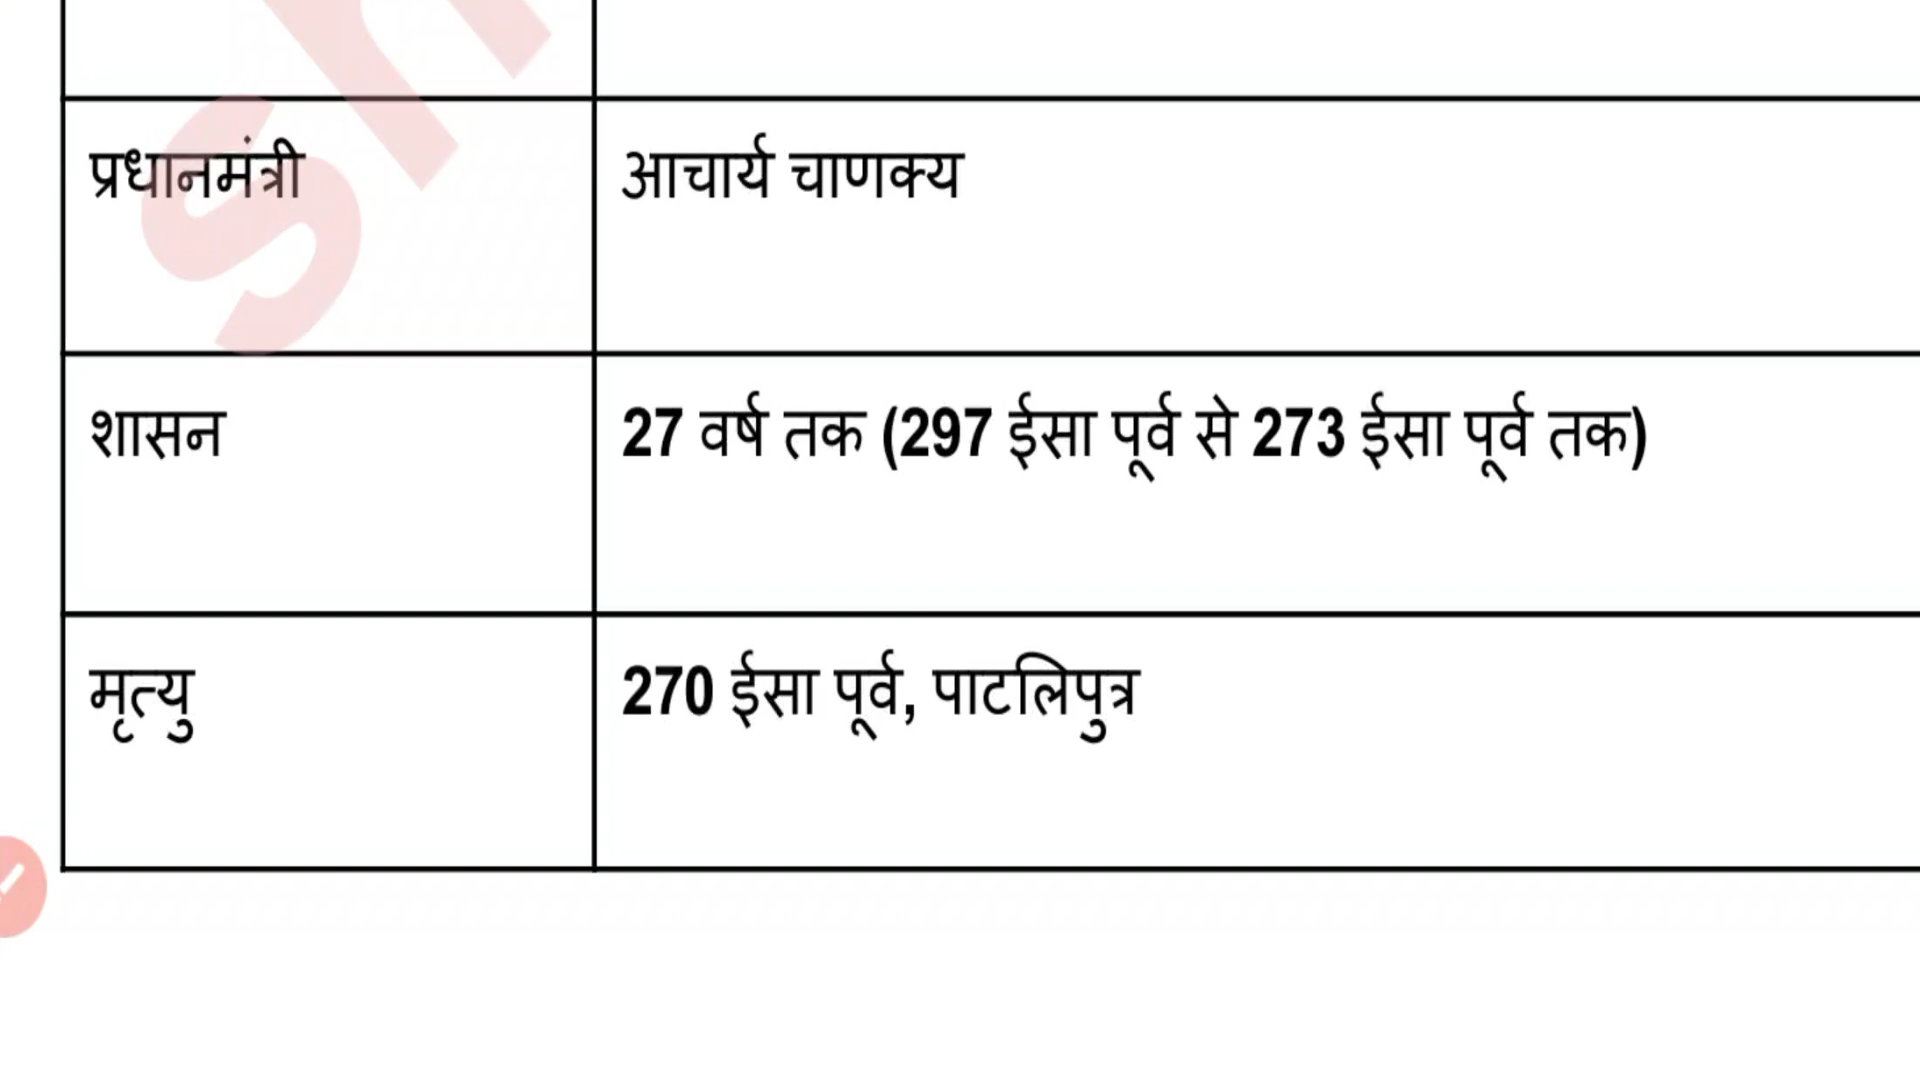 प्रधानमंत्री आचार्य चाणक्य
शासन 27 वर्ष तक (297 ईसा पूर्व से 273 ईसा पूर्व तक)
मृत्यु 270 ईसा पूर्व, पाटलिपुत्र